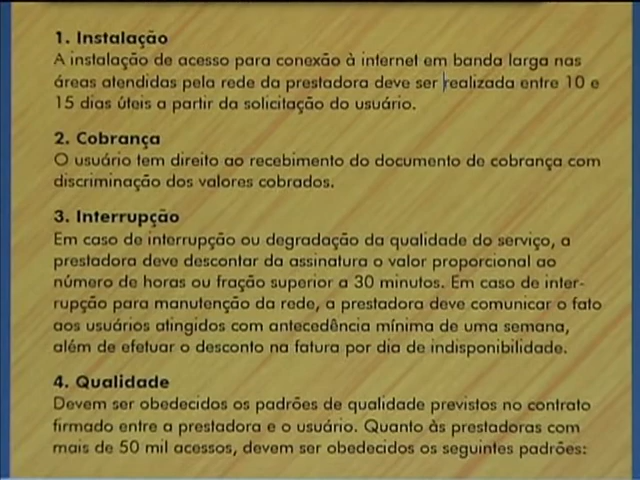 1. Instalação
A instalação de acesso para conexão à internet em banda larga nas
áreas atendidas pela rede da prestadora deve ser realizada entre 10 e
15 dias úteis a partir da solicitação do usuário.
2. Cobrança
O usuário tem direito ao recebimento do documento de cobrança com
discriminação dos valores cobrados.
3. Interrupção
Em caso de interrupção ou degradação da qualidade do serviço, a
prestadora deve descontar da assinatura o valor proporcional ao
número de horas ou fração superior a 30 minutos. Em caso de inter-
rupção para manutenção da rede, a prestadora deve comunicar o fato
aos usuários atingidos com antecedência mínima de uma semana,
além de efetuar o desconto na fatura por dia de indisponibilidade.
4. Qualidade
Devem ser obedecidos os padrões de qualidade previstos no contrato
firmado entre a prestadora e o usuário. Quanto às prestadoras com
mais de 50 mil acessos, devem ser obedecidos os seguintes padrões: